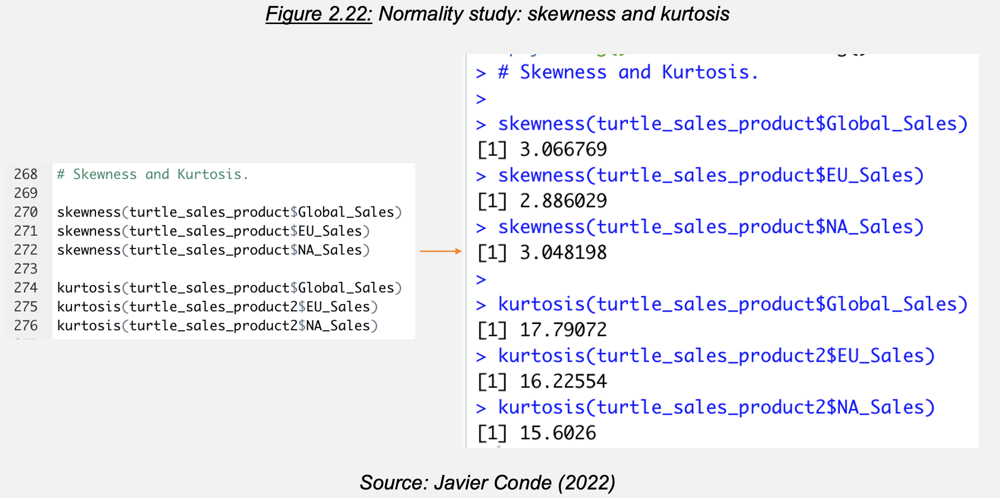 Figure 2.22: Normality study: skewness and kurtosis
268 # Skewness and Kurtosis.
269
270 skewness(turtle_sales_product$Global_Sales)
271 skewness(turtle_sales_product$EU_Sales)
272 skewness(turtle_sales_product$NA_Sales)
273
274 kurtosis(turtle_sales_product$Global_Sales)
275 kurtosis(turtle_sales_product2$EU_Sales)
276 kurtosis(turtle_sales_product2$NA_Sales)
> # Skewness and Kurtosis.
>
> skewness(turtle_sales_product$Global_Sales)
[1] 3.066769
> skewness(turtle_sales_product$EU_Sales)
[1] 2.886029
> skewness(turtle_sales_product$NA_Sales)
[1] 3.048198
>
> kurtosis(turtle_sales_product$Global_Sales)
[1] 17.79072
> kurtosis(turtle_sales_product2$EU_Sales)
[1] 16.22554
> kurtosis(turtle_sales_product2$NA_Sales)
[1] 15.6026
Source: Javier Conde (2022)